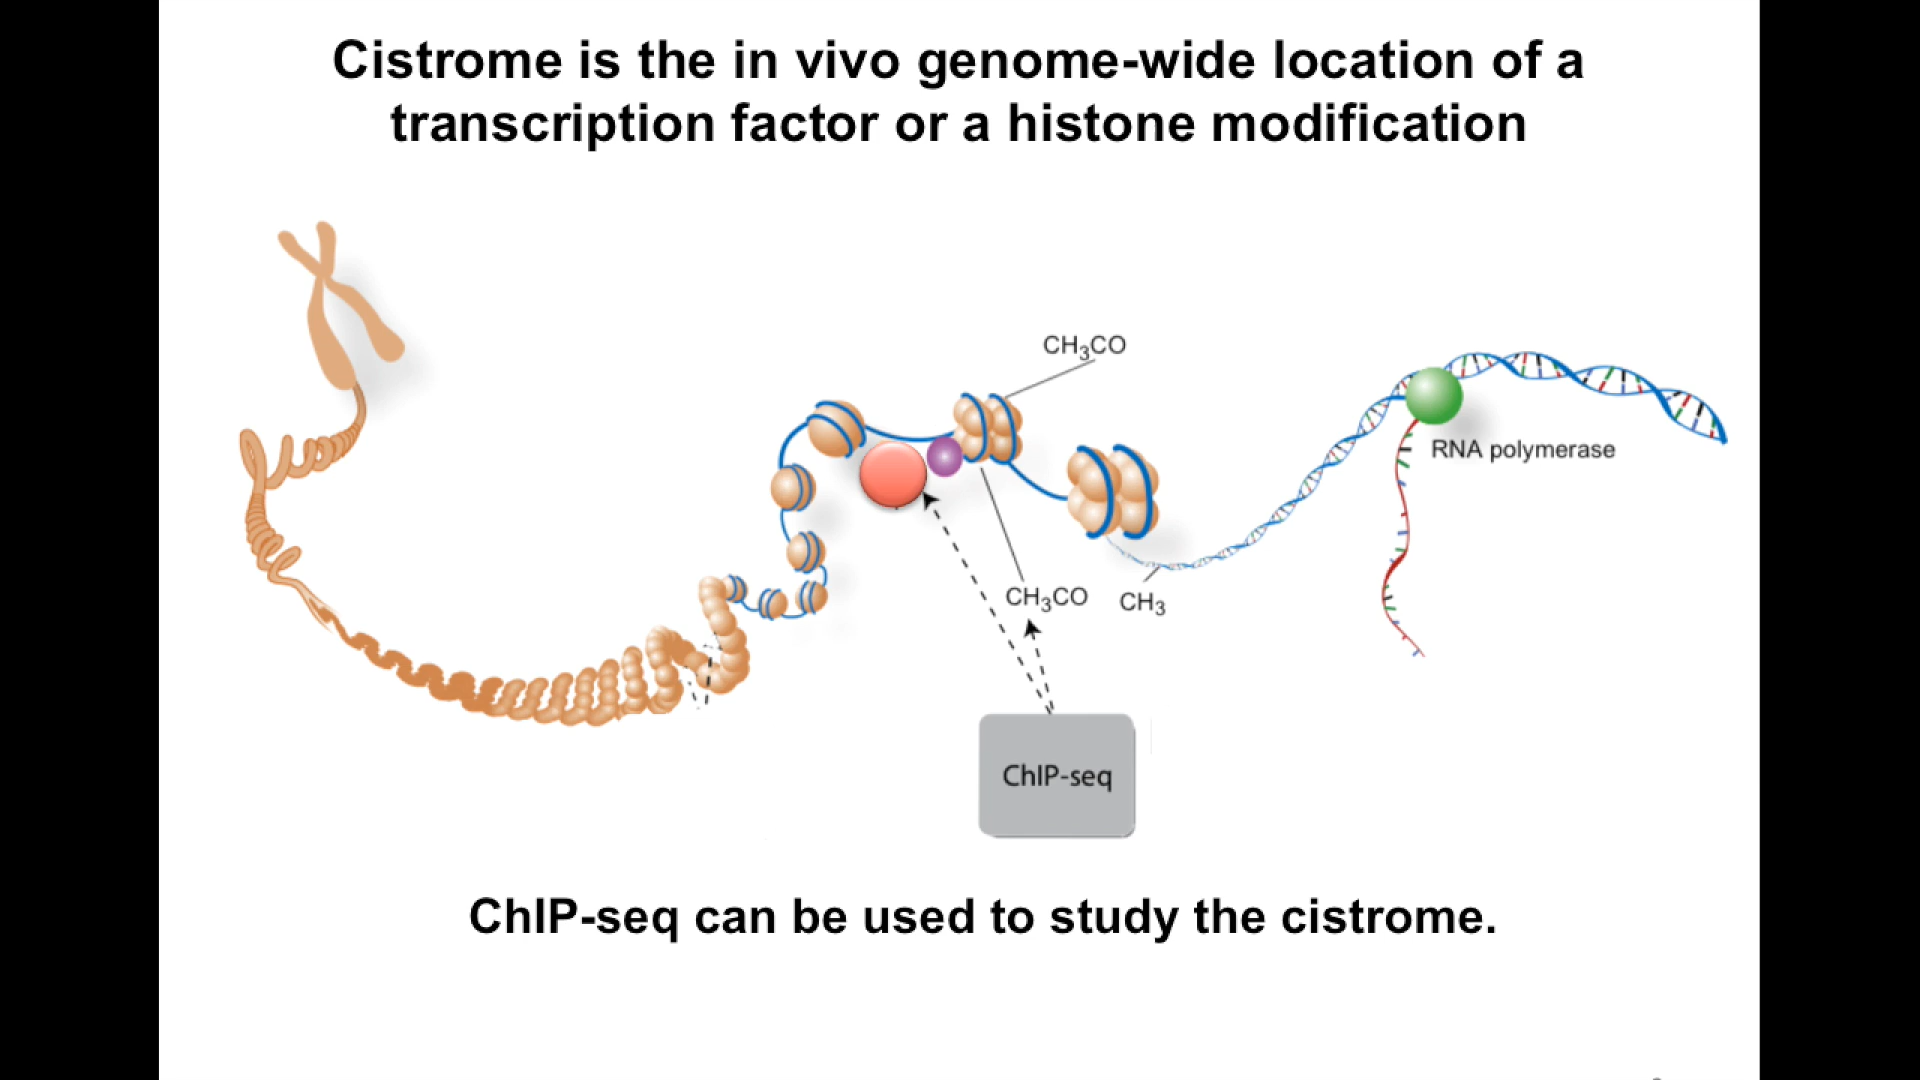 Cistrome is the in vivo genome-wide location of a
transcription factor or a histone modification
CH₃CO
RNA polymerase
CH₃CO
CH₃
ChIP-seq
ChIP-seq can be used to study the cistrome.